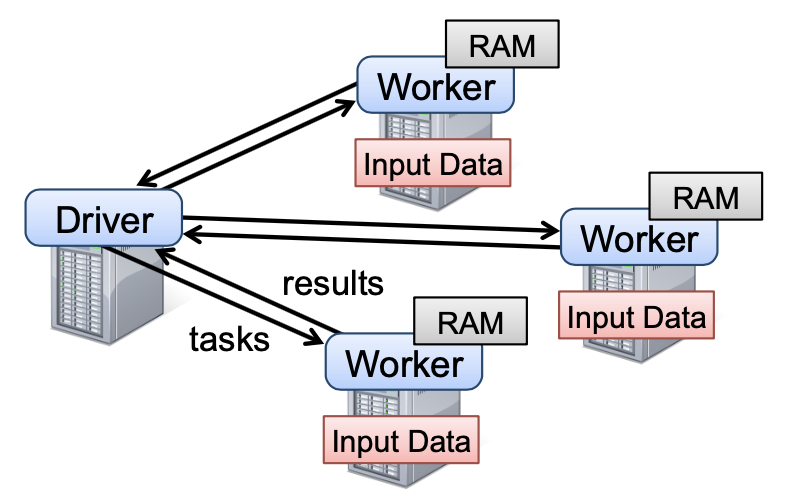 RAM
Worker
Input Data
RAM
Driver
Worker
results
Input Data
RAM
tasks
Worker
Input Data